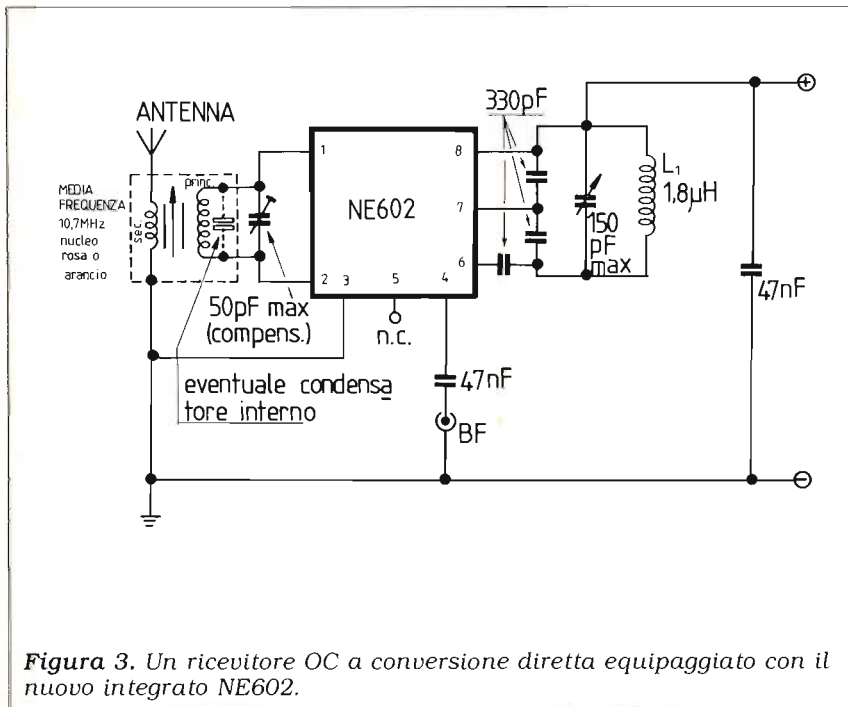 ANTENNA
MEDIA
FREQUENZA
10,7MHz
nucleo
rosa o
arancio
sec.
princ.
50pF max
(compens.)
eventuale condensa
tore interno
1
2
3
5
4
6
7
8
NE602
n.c.
330pF
150
pF
max
L1
1,8µH
47nF
BF
47nF
+
−
Figura 3. Un ricevitore OC a conversione diretta equipaggiato con il
nuovo integrato NE602.